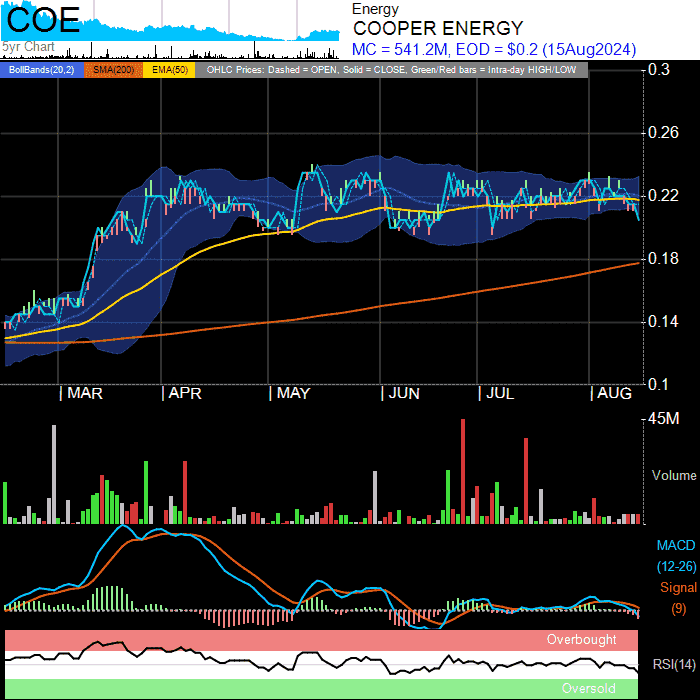 COE
5yr Chart
Energy
COOPER ENERGY
MC = 541.2M, EOD = $0.2 (15Aug2024)
BollBands(20,2) SMA(200) EMA(50) OHLC Prices: Dashed = OPEN, Solid = CLOSE, Green/Red bars = Intra-day HIGH/LOW
0.3
0.26
0.22
0.18
0.14
0.1
MAR APR MAY JUN JUL AUG
45M
Volume
MACD
(12-26)
Signal
(9)
Overbought
RSI(14)
Oversold